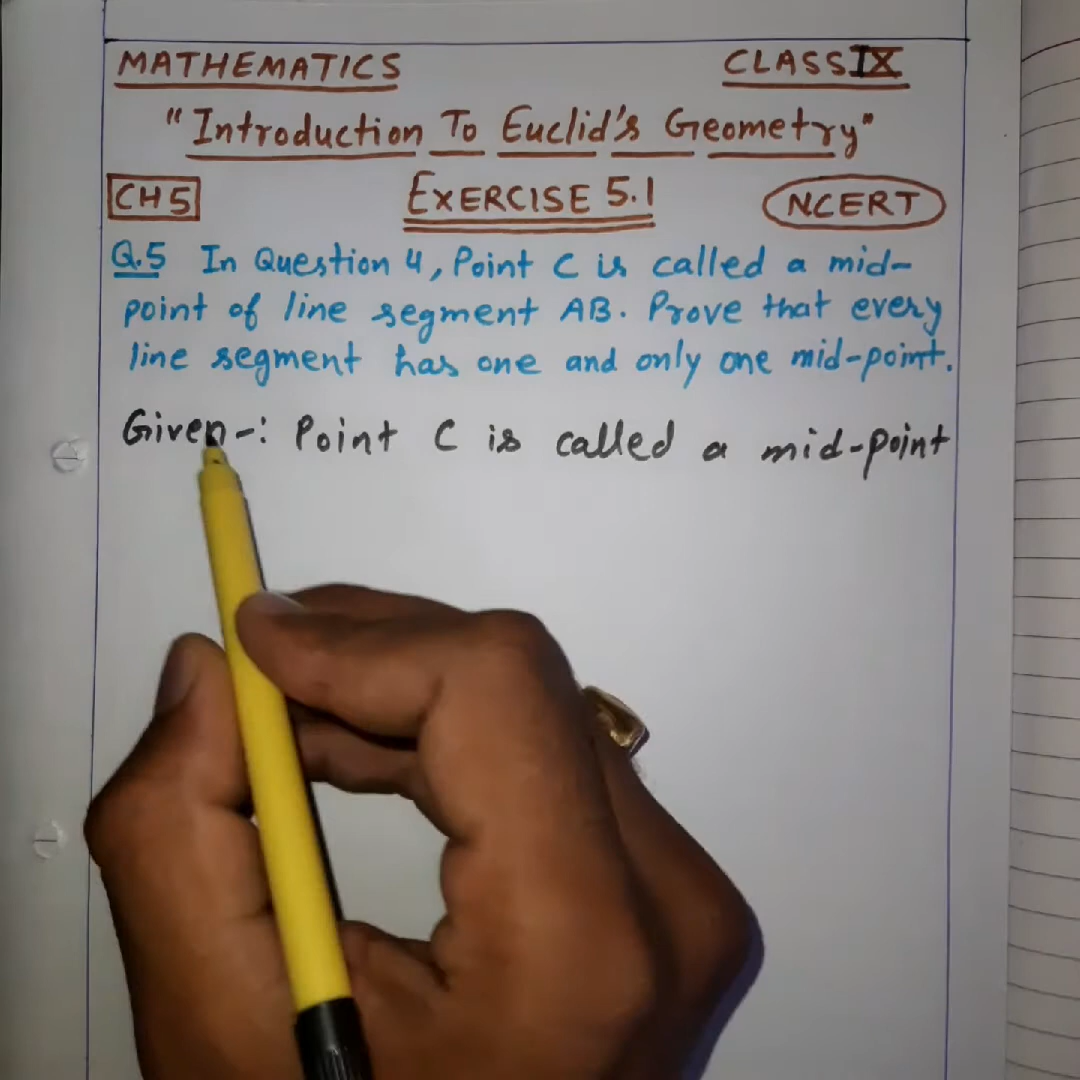 MATHEMATICS CLASS IX
"Introduction To Euclid's Geometry"
CH 5 EXERCISE 5.1 NCERT
Q.5 In Question 4, Point C is called a mid-
point of line segment AB. Prove that every
line segment has one and only one mid-point.
Given-: Point C is called a mid-point